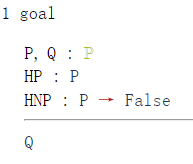 1 goal
P, Q : P
HP : P
HNP : P → False
Q